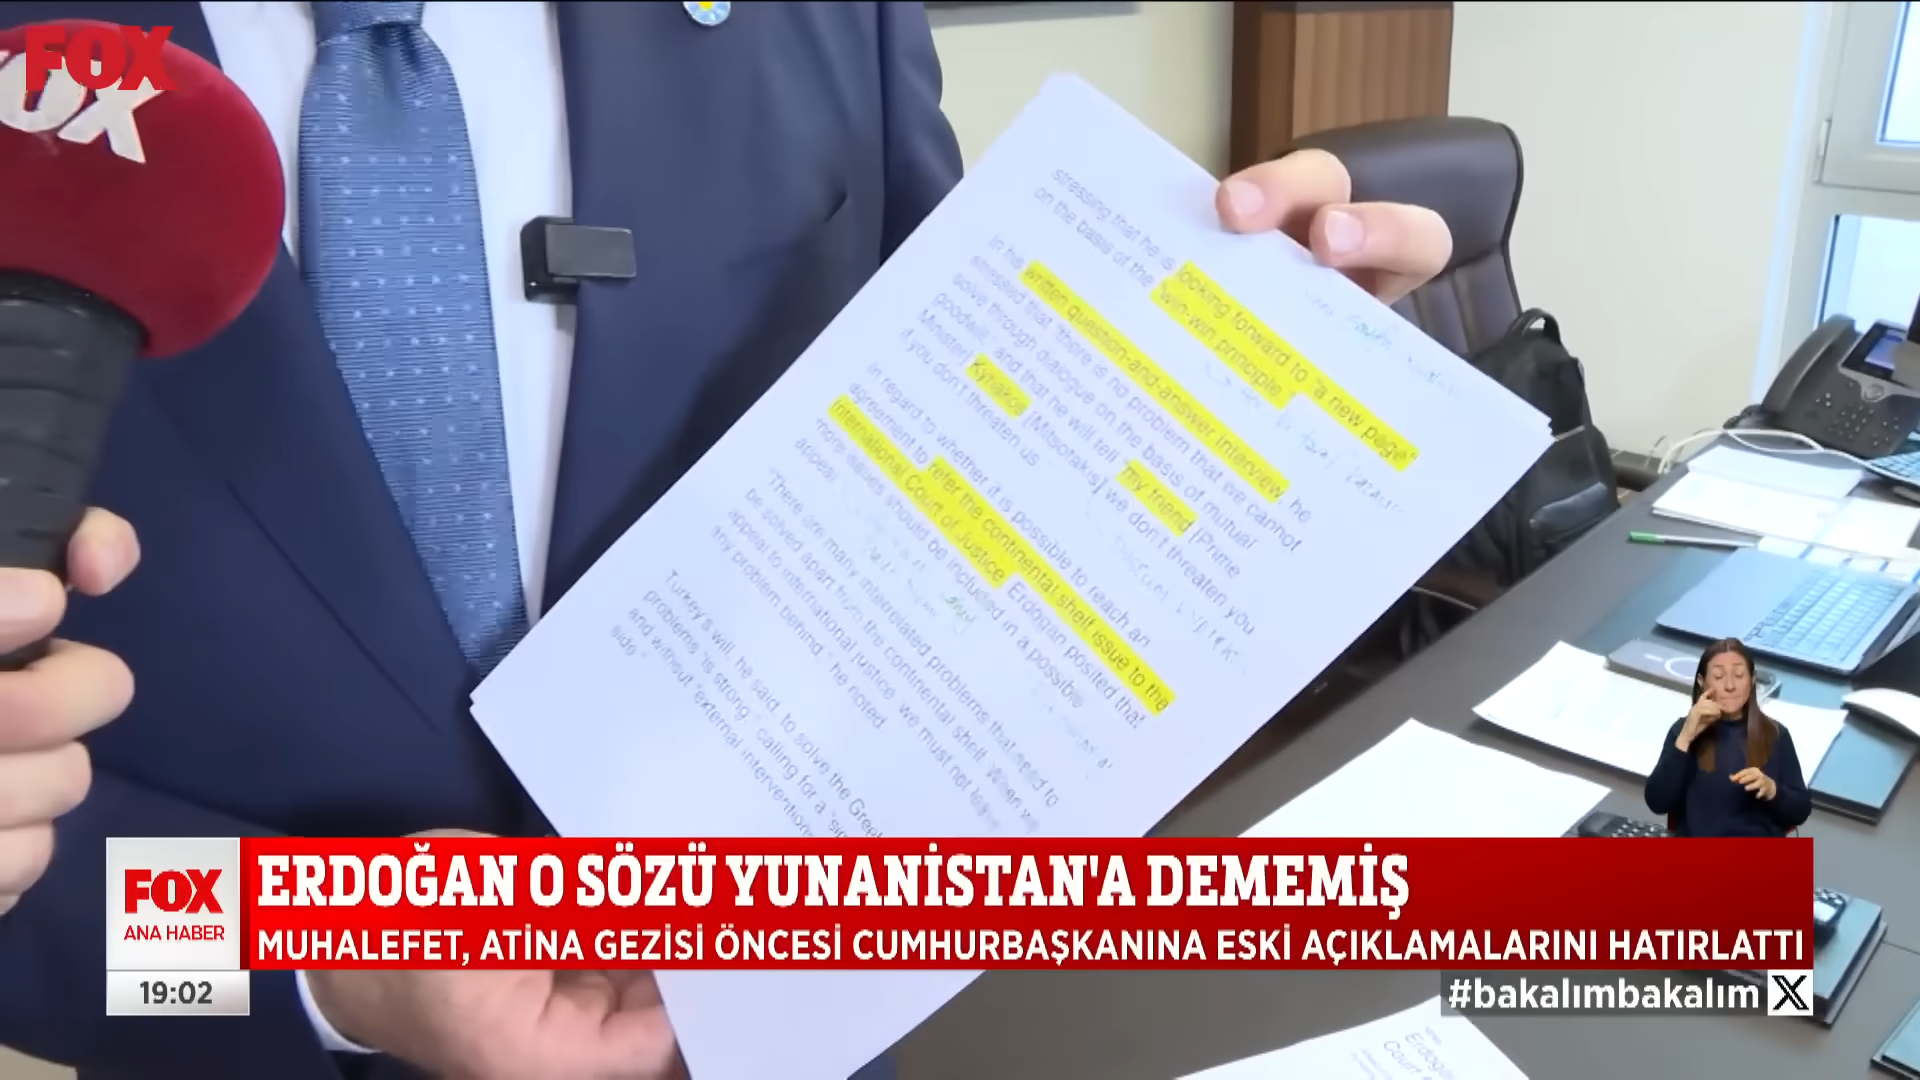 FOX
OX
stressing that he is looking forward to "a new page"
on the basis of the "win-win principle."
In his written question-and-answer interview, he
stressed that "there is no problem that we cannot
solve through dialogue on the basis of mutual
goodwill," and that he will tell "my friend [Prime
Minister] Kyriakos [Mitsotakis] we don't threaten you
if you don't threaten us
In regard to whether it is possible to reach an
agreement to refer the continental shelf issue to the
International Court of Justice, Erdogan posited that
more issues should be included in a possible
appeal.
There are many interrelated problems that need to
be solved apart from the continental shelf. When we
appeal to international justice, we must not leave
any problem behind," he noted
Turkey's will, he said, to solve the Greek
problems "is strong," calling for a "sin
and without "external intervention
side."
Erdogan
Court
FOX
ANA HABER
19:02
ERDOĞAN O SÖZÜ YUNANİSTAN'A DEMEMİŞ
MUHALEFET, ATİNA GEZİSİ ÖNCESİ CUMHURBAŞKANINA ESKİ AÇIKLAMALARINI HATIRLATTI
#bakalımbakalım X